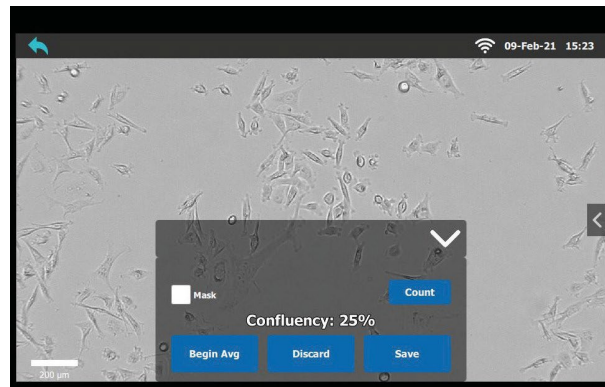 09-Feb-21 15:23
Mask
Count
Confluency: 25%
Begin Avg Discard Save
200 µm